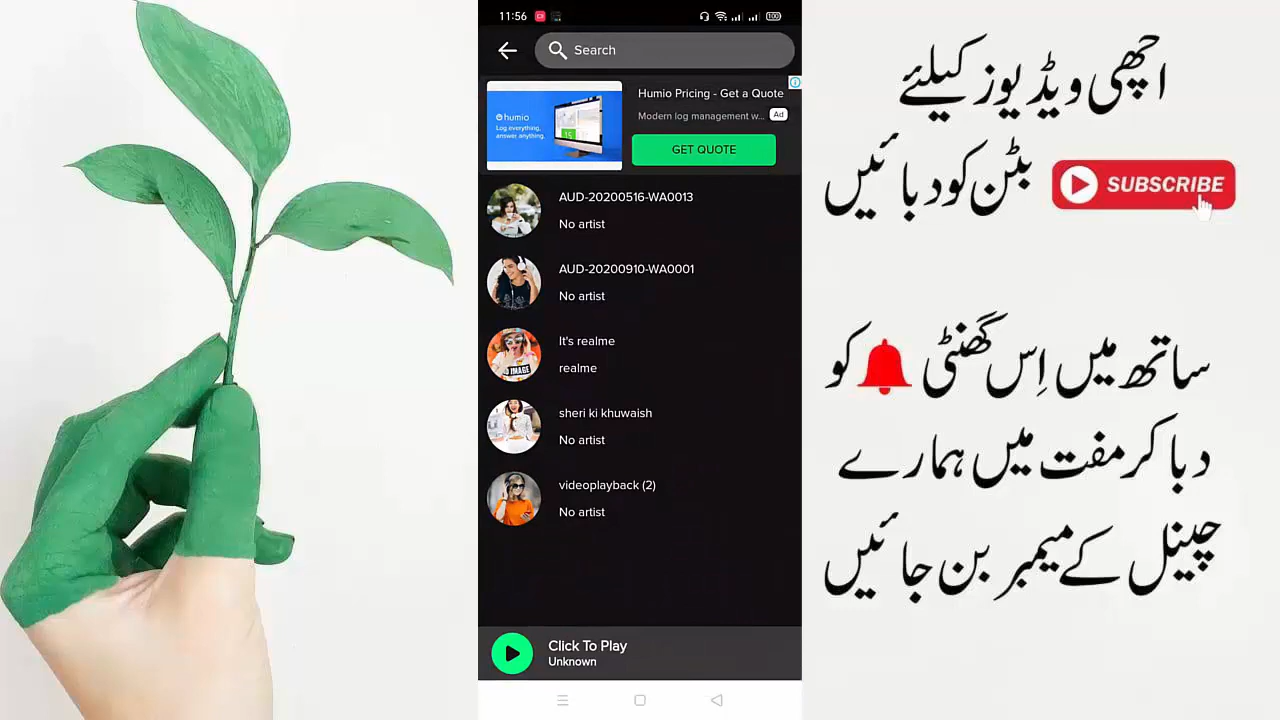 11:56
100
Search
Humio Pricing - Get a Quote
humio
Log everything,
answer anything.
15
Modern log management w...
Ad
GET QUOTE
AUD-20200516-WA0013
No artist
AUD-20200910-WA0001
No artist
It's realme
realme
sheri ki khuwaish
No artist
videoplayback (2)
No artist
Click To Play
Unknown
اچھی ویڈیوز کیلئے
SUBSCRIBE بٹن کو دبائیں
ساتھ میں اِس گھنٹی کو
دبا کر مفت میں ہمارے
چینل کے میمبر بن جائیں